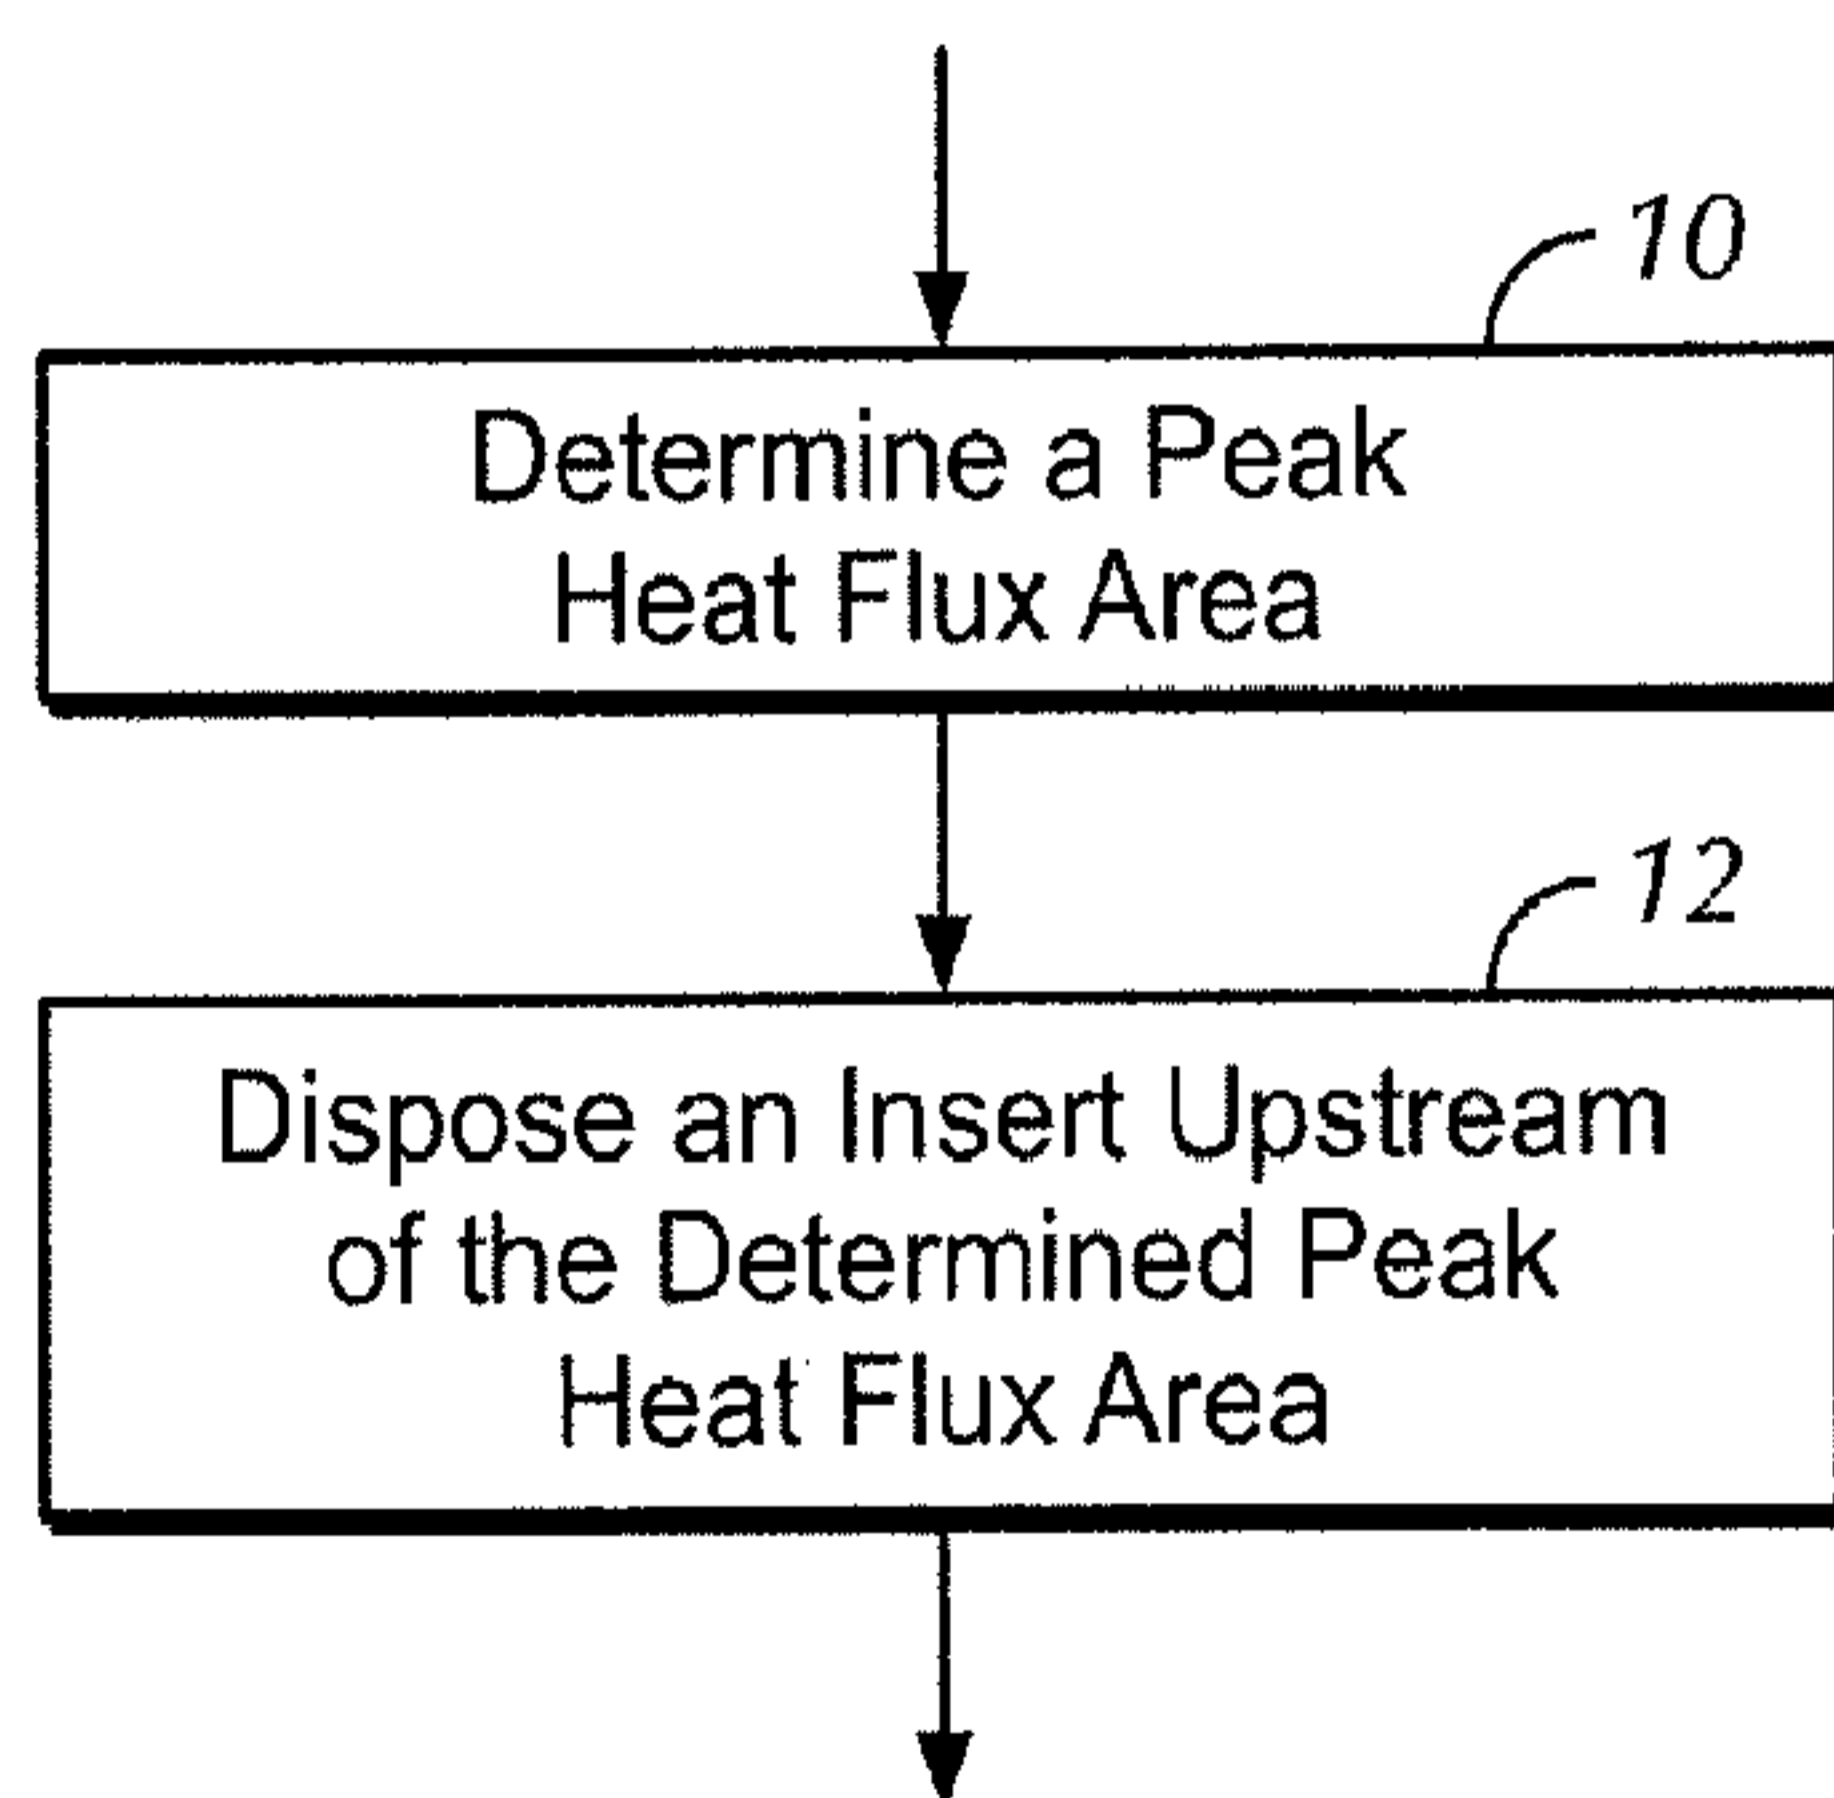 10
Determine a Peak
Heat Flux Area
12
Dispose an Insert Upstream
of the Determined Peak
Heat Flux Area